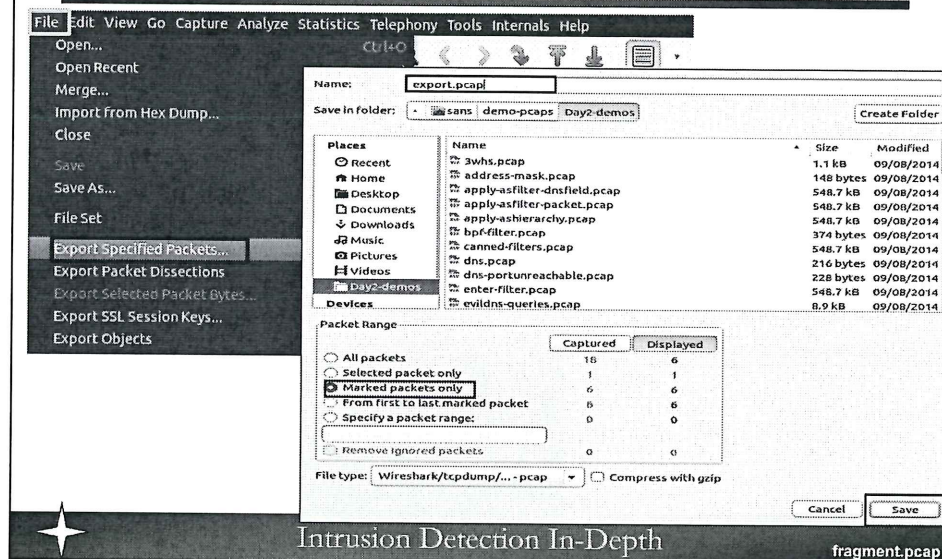 File Edit View Go Capture Analyze Statistics Telephony Tools Internals Help
Open... Ctrl+O
Open Recent
Merge...
Import from Hex Dump...
Close
Save
Save As...
File Set
Export Specified Packets...
Export Packet Dissections
Export Selected Packet Bytes...
Export SSL Session Keys...
Export Objects
Name: export.pcap
Save in folder: sans demo-pcaps Day2-demos Create Folder
Places
Recent
Home
Desktop
Documents
Downloads
Music
Pictures
Videos
Day2-demos
Devices
Name Size Modified
3whs.pcap 1.1 kB 09/08/2014
address-mask.pcap 148 bytes 09/08/2014
apply-asfilter-dnsfield.pcap 548.7 kB 09/08/2014
apply-asfilter-packet.pcap 548.7 kB 09/08/2014
apply-ashierarchy.pcap 548.7 kB 09/08/2014
bpf-filter.pcap 374 bytes 09/08/2014
canned-filters.pcap 548.7 kB 09/08/2014
dns.pcap 216 bytes 09/08/2014
dns-portunreachable.pcap 228 bytes 09/08/2014
enter-filter.pcap 548.7 kB 09/08/2014
evildns-queries.pcap 8.9 kB 09/08/2014
Packet Range
Captured Displayed
All packets 18 6
Selected packet only 1 1
Marked packets only 6 6
From first to last marked packet 6 6
Specify a packet range: 0 0
Remove Ignored packets 0 0
File type: Wireshark/tcpdump/... - pcap Compress with gzip
Cancel Save
Intrusion Detection In-Depth
fragment.pcap